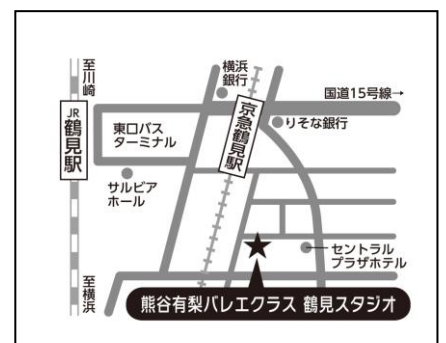 至川崎
JR
鶴見駅
横浜
銀行
京急鶴見駅
国道15号線→
りそな銀行
東口バス
ターミナル
サルビア
ホール
セントラル
プラザホテル
至横浜
熊谷有梨バレエクラス 鶴見スタジオ